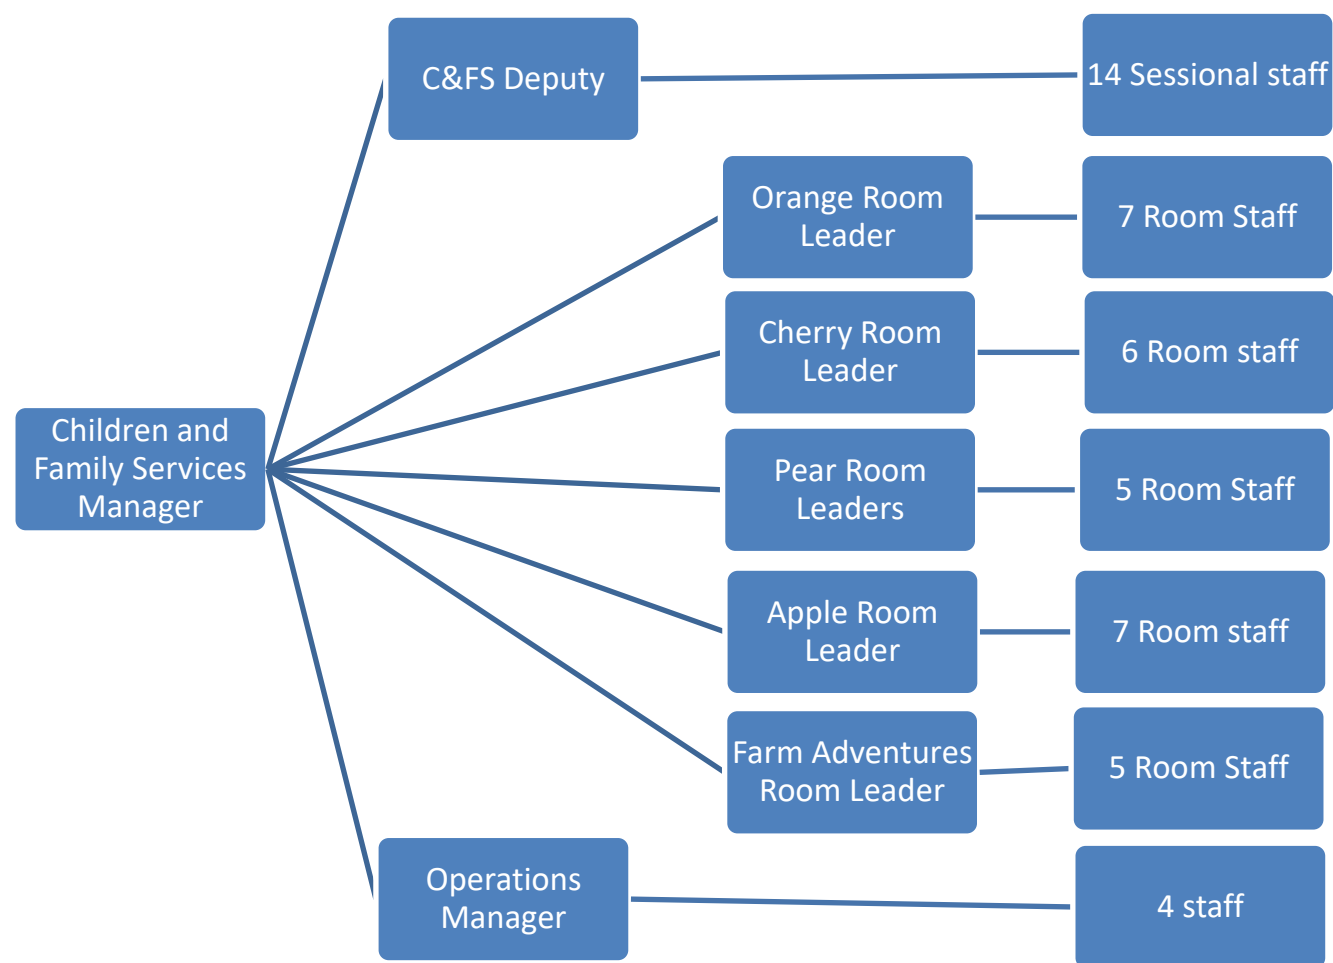 C&FS Deputy
14 Sessional staff
Orange Room
Leader
7 Room Staff
Cherry Room
Leader
6 Room staff
Children and
Family Services
Manager
Pear Room
Leaders
5 Room Staff
Apple Room
Leader
7 Room staff
Farm Adventures
Room Leader
5 Room Staff
Operations
Manager
4 staff